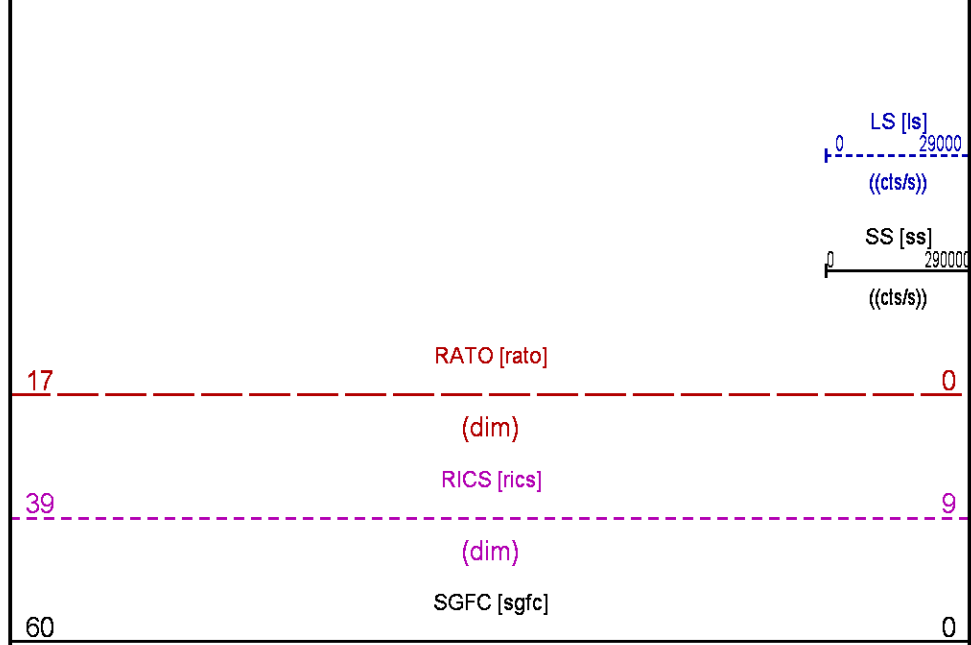 LS [ls]
0 29000
((cts/s))
SS [ss]
0 290000
((cts/s))
RATO [rato]
17 0
(dim)
RICS [rics]
39 9
(dim)
SGFC [sgfc]
60 0